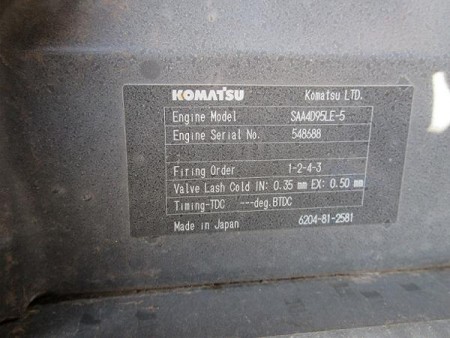 KOMATSU Komatsu LTD.
Engine Model SAA4D95LE-5
Engine Serial No. 548688
Firing Order 1-2-4-3
Valve Lash Cold IN: 0.35 mm EX: 0.50 mm
Timing-TDC ---deg.BTDC
Made in Japan 6204-81-2581